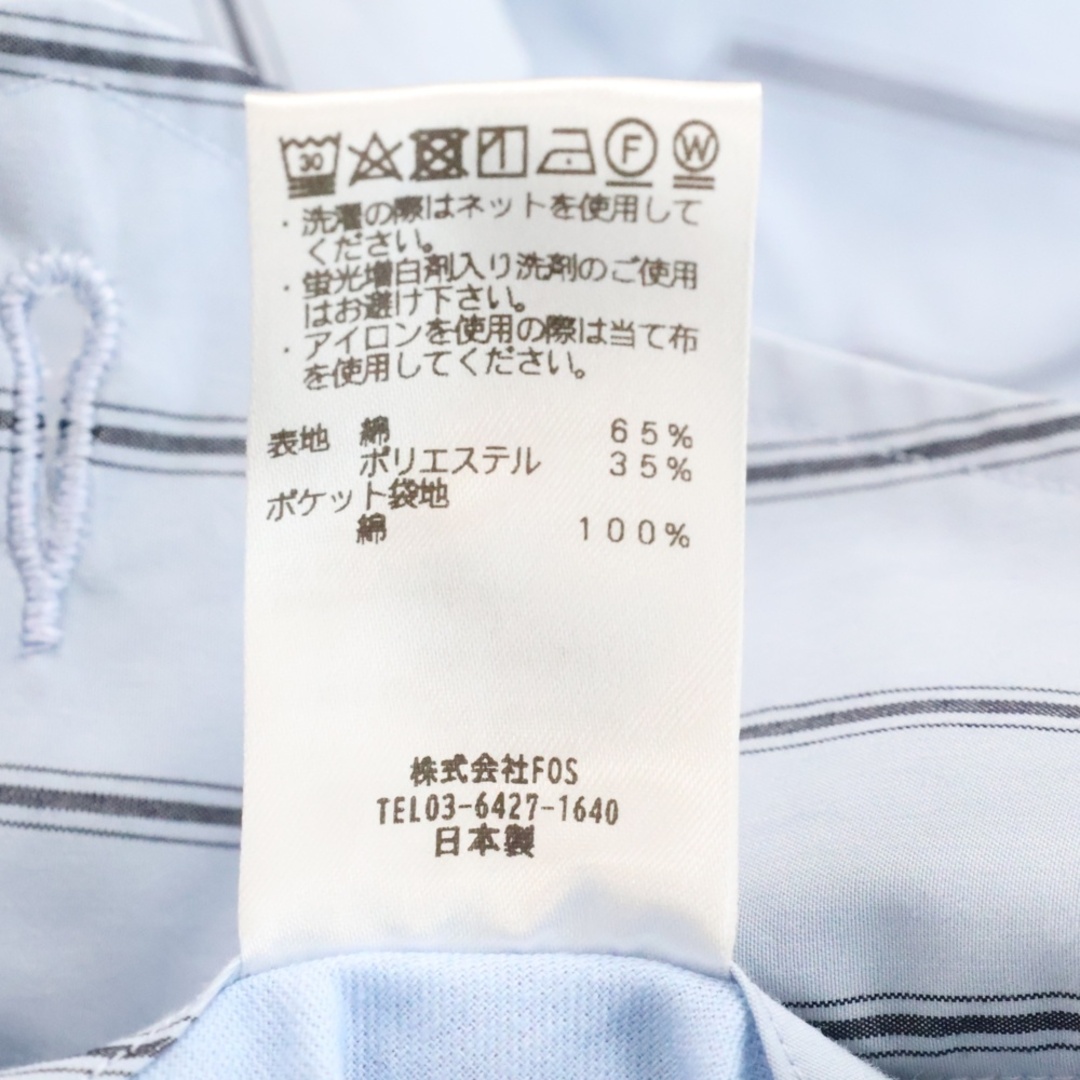 30 F W
・洗濯の際はネットを使用して
ください。
・蛍光増白剤入り洗剤のご使用
はお避け下さい。
・アイロンを使用の際は当て布
を使用してください。
表地 綿 65%
ポリエステル 35%
ポケット袋地
綿 100%
株式会社FOS
TEL03-6427-1640
日本製